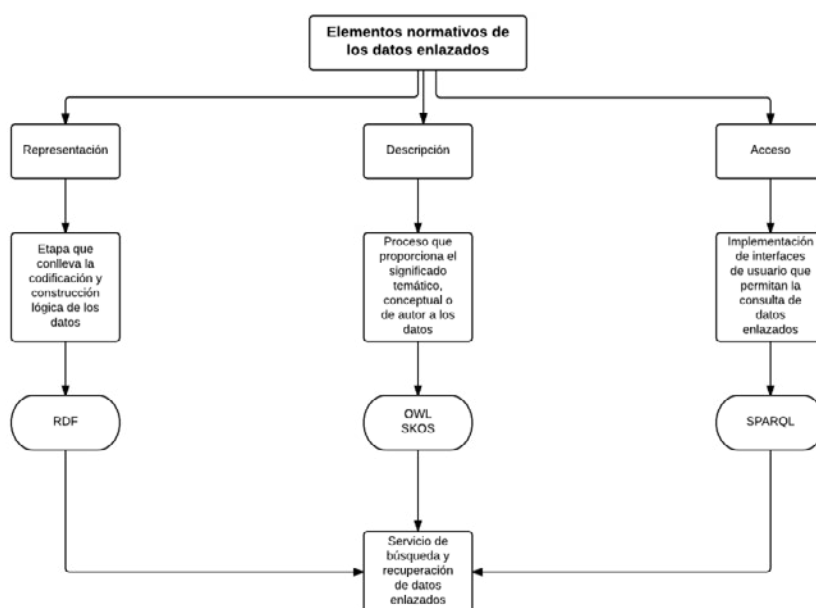 Elementos normativos de
los datos enlazados
Representación
Descripción
Acceso
Etapa que
conlleva la
codificación y
construcción
lógica de los
datos
Proceso que
proporciona el
significado
temático,
conceptual o
de autor a los
datos
Implementación
de interfaces
de usuario que
permitan la
consulta de
datos
enlazados
RDF
OWL
SKOS
SPARQL
Servicio de
búsqueda y
recuperación
de datos
enlazados